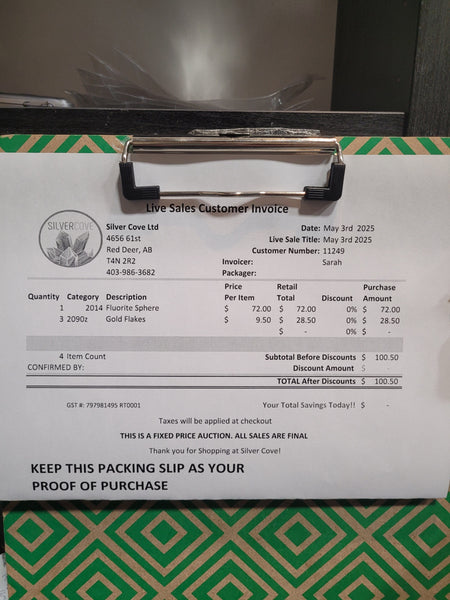 Live Sales Customer Invoice
SILVERCOVE
Silver Cove Ltd
4656 61st
Red Deer, AB
T4N 2R2
403-986-3682
Date: May 3rd 2025
Live Sale Title: May 3rd 2025
Customer Number: 11249
Invoicer: Sarah
Packager:
Quantity Category Description Price Per Item Retail Total Discount Purchase Amount
1 2014 Fluorite Sphere $ 72.00 $ 72.00 0% $ 72.00
3 2090z Gold Flakes $ 9.50 $ 28.50 0% $ 28.50
$ - 0% $ -
4 Item Count Subtotal Before Discounts $ 100.50
CONFIRMED BY: Discount Amount $ -
TOTAL After Discounts $ 100.50
GST #: 797981495 RT0001 Your Total Savings Today!! $ -
Taxes will be applied at checkout
THIS IS A FIXED PRICE AUCTION. ALL SALES ARE FINAL
Thank you for Shopping at Silver Cove!
KEEP THIS PACKING SLIP AS YOUR
PROOF OF PURCHASE